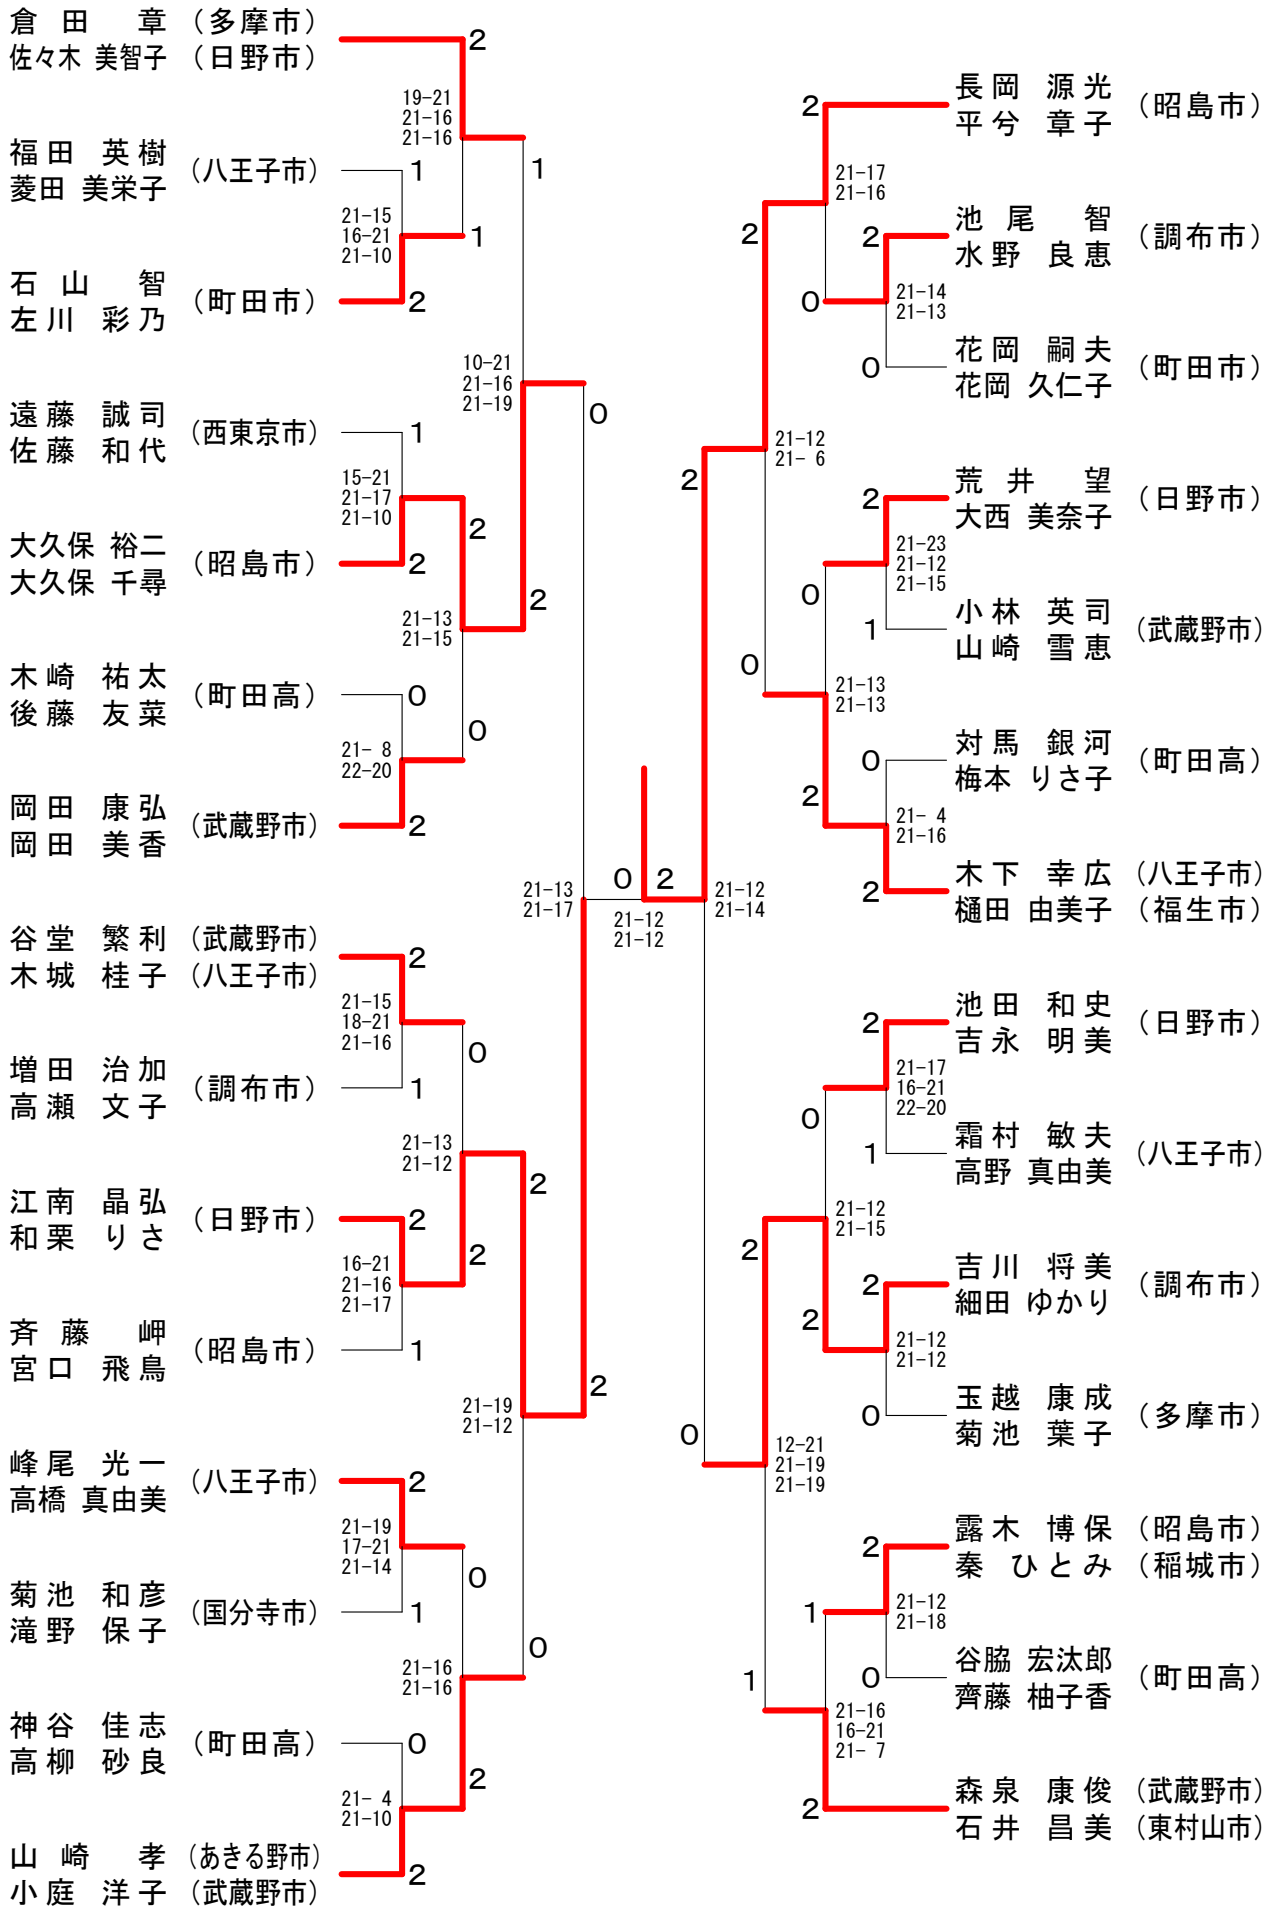 倉田 章 (多摩市)
佐々木 美智子 (日野市)
2
19-21
21-16
21-16
1
福田 英樹
菱田 美栄子
(八王子市)
1
21-15
16-21
21-10
1
石山 智
左川 彩乃
(町田市)
2
10-21
21-16
21-19
0
遠藤 誠司
佐藤 和代
(西東京市)
1
15-21
21-17
21-10
2
大久保 裕二
大久保 千尋
(昭島市)
2
2
21-13
21-15
木崎 祐太
後藤 友菜
(町田高)
0
21- 8
22-20
0
岡田 康弘
岡田 美香
(武蔵野市)
2
21-13
21-17
谷堂 繁利 (武蔵野市)
木城 桂子 (八王子市)
2
21-15
18-21
21-16
0
増田 治加
高瀬 文子
(調布市)
1
21-13
21-12
2
江南 晶弘
和栗 りさ
(日野市)
2
16-21
21-16
21-17
2
斉藤 岬
宮口 飛鳥
(昭島市)
1
21-19
21-12
2
峰尾 光一
高橋 真由美
(八王子市)
2
21-19
17-21
21-14
0
菊池 和彦
滝野 保子
(国分寺市)
1
21-16
21-16
0
神谷 佳志
高柳 砂良
(町田高)
0
21- 4
21-10
2
山崎 孝 (あきる野市)
小庭 洋子 (武蔵野市)
2
0
2
21-12
21-12
長岡 源光
平兮 章子
(昭島市)
2
21-17
21-16
2
池尾 智
水野 良恵
(調布市)
2
0
21-14
21-13
花岡 嗣夫
花岡 久仁子
(町田市)
0
21-12
21- 6
2
荒井 望
大西 美奈子
(日野市)
2
21-23
21-12
21-15
0
小林 英司
山崎 雪恵
(武蔵野市)
1
0
21-13
21-13
対馬 銀河
梅本 りさ子
(町田高)
0
2
21- 4
21-16
木下 幸広 (八王子市)
樋田 由美子 (福生市)
2
21-12
21-14
池田 和史
吉永 明美
(日野市)
2
21-17
16-21
22-20
0
霜村 敏夫
高野 真由美
(八王子市)
1
21-12
21-15
2
吉川 将美
細田 ゆかり
(調布市)
2
2
21-12
21-12
玉越 康成
菊池 葉子
(多摩市)
0
0
12-21
21-19
21-19
露木 博保 (昭島市)
秦 ひとみ (稲城市)
2
1
21-12
21-18
谷脇 宏汰郎
齊藤 柚子香
(町田高)
0
1
21-16
16-21
21- 7
森泉 康俊 (武蔵野市)
石井 昌美 (東村山市)
2